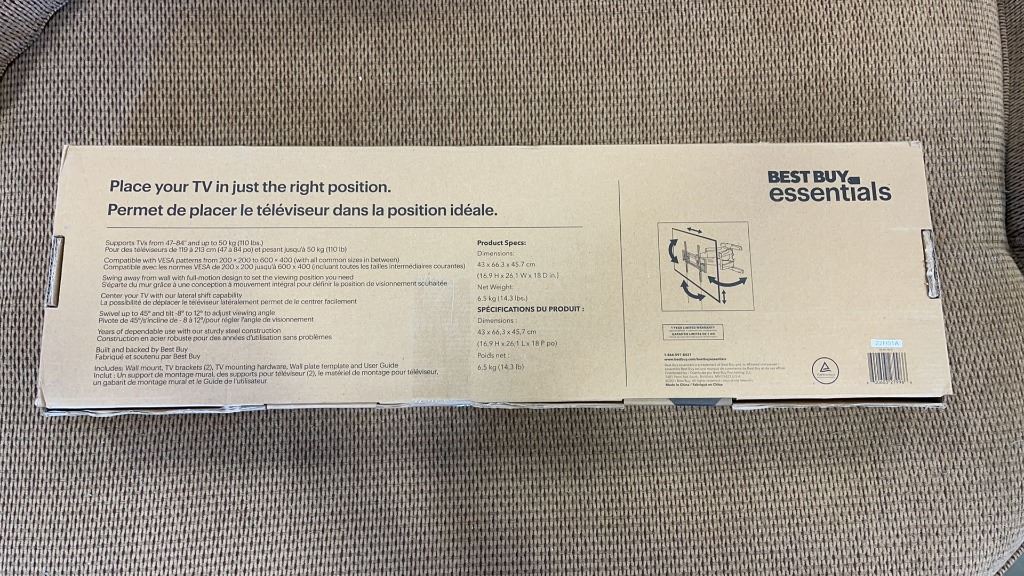 Place your TV in just the right position.
Permet de placer le téléviseur dans la position idéale.
Supports TVs from 47-84" and up to 50 kg (110 lbs.)
Pour des téléviseurs de 119 à 213 cm (47 à 84 po) et pesant jusqu'à 50 kg (110 lb)
Compatible with VESA patterns from 200 × 200 to 600 × 400 (with all common sizes in between)
Compatible avec les normes VESA de 200 x 200 jusqu'à 600 x 400 (incluant toutes les tailles intermédiaires courantes)
Swing away from wall with full-motion design to set the viewing position you need
S'écarte du mur grâce à une conception à mouvement intégral pour définir la position de visionnement souhaitée
Center your TV with our lateral shift capability
La possibilité de déplacer le téléviseur latéralement permet de le centrer facilement
Swivel up to 45° and tilt -8° to 12° to adjust viewing angle
Pivote de 45°/s'incline de - 8 à 12°/pour régler l'angle de visionnement
Years of dependable use with our sturdy steel construction
Construction en acier robuste pour des années d'utilisation sans problèmes
Built and backed by Best Buy
Fabriqué et soutenu par Best Buy
Includes: Wall mount, TV brackets (2), TV mounting hardware, Wall plate template and User Guide
Inclut : Un support de montage mural, des supports pour téléviseur (2), le matériel de montage pour téléviseur,
un gabarit de montage mural et le Guide de l'utilisateur.
Product Specs:
Dimensions:
43 x 66.3 x 45.7 cm
(16.9 H x 26.1 W x 18 D in.)
Net Weight:
6.5 kg (14.3 lbs.)
SPÉCIFICATIONS DU PRODUIT :
Dimensions :
43 x 66,3 x 45,7 cm
(16,9 H x 26,1 L x 18 P po)
Poids net :
6,5 kg (14,3 lb)
BEST BUY
essentials
1 YEAR LIMITED WARRANTY
GARANTIE LIMITÉE DE 1 AN
www.bestbuy.com/bestbuyessentials
Made in China / Fabriqué en Chine